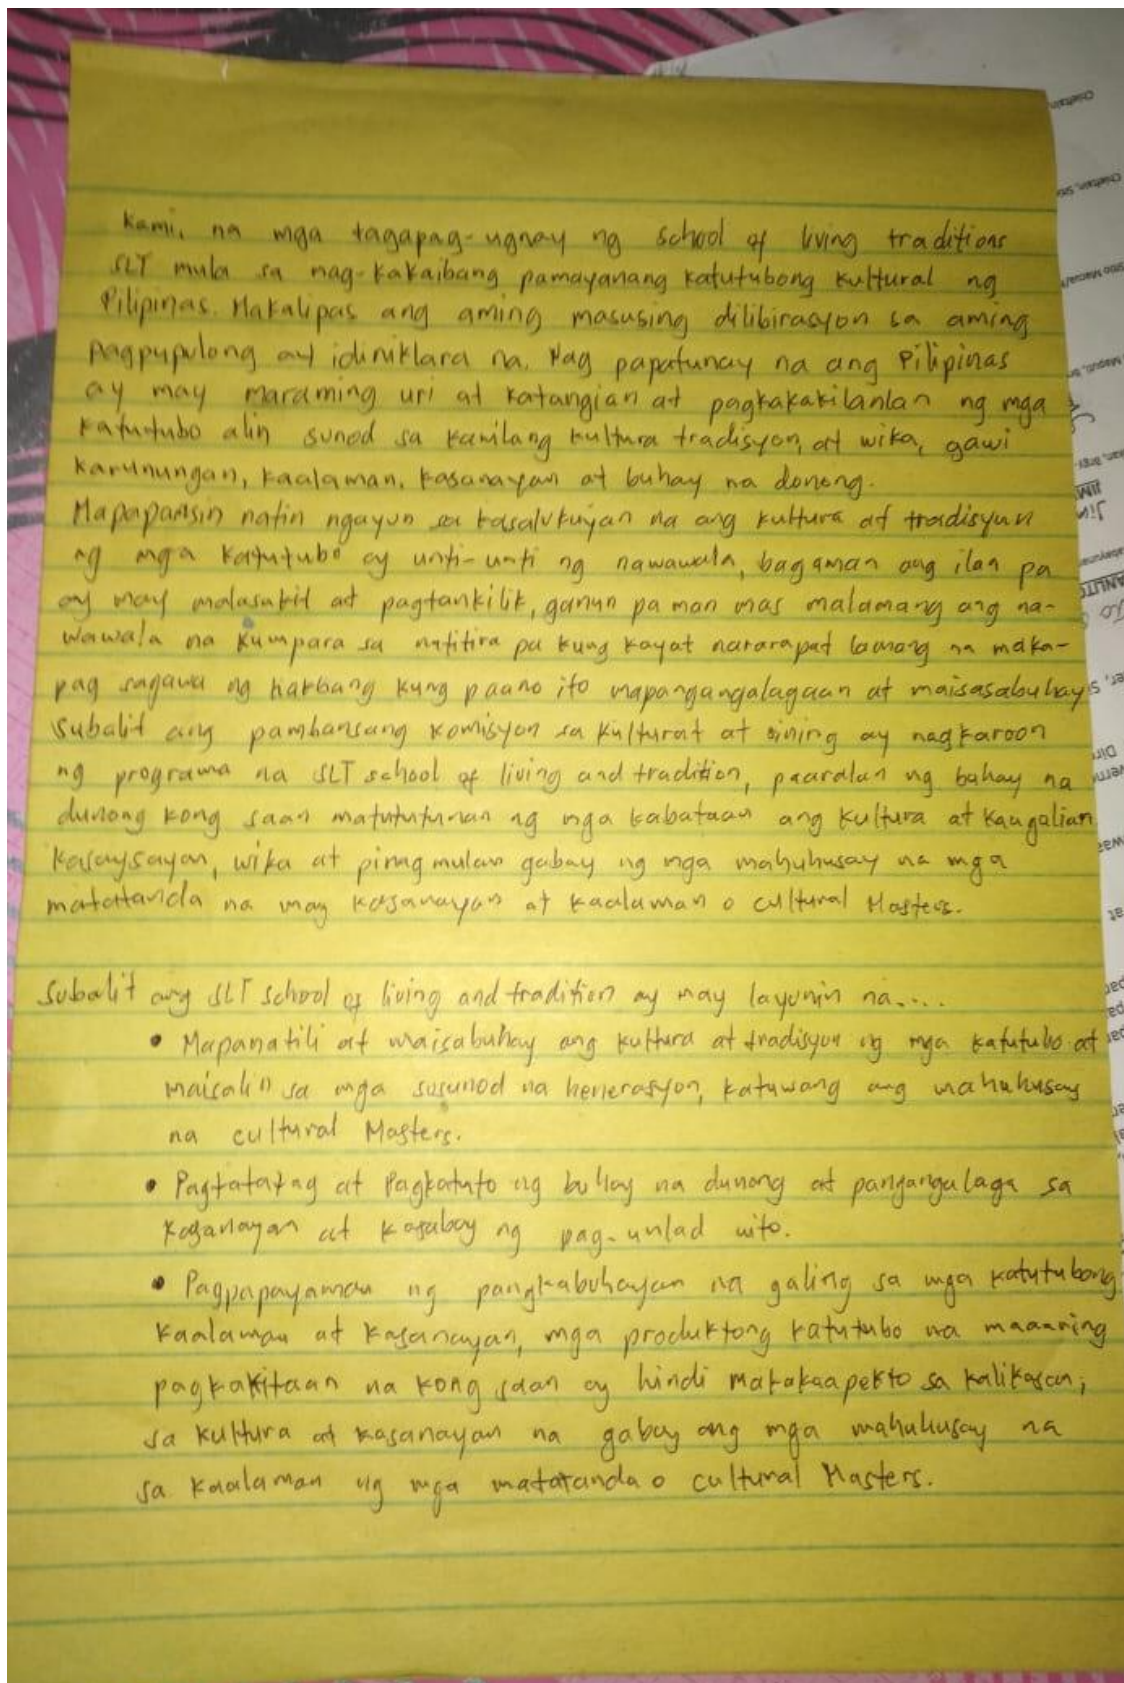 Kami, na mga tagapag-ugnay ng school of living traditions
SLT mula sa nag-kakaibang pamayanang katutubong kultural ng
Pilipinas. Makalipas ang aming masusing dilibirasyon sa aming
Pagpupulong ay idiniklara na. Nag papatunay na ang Pilipinas
ay may maraming uri at katangian at pagkakakilanlan ng mga
katutubo alin sunod sa kanilang kultura tradisyon, at wika, gawi
karunungan, kaalaman, kasanayan at buhay na donong.
Mapapansin natin ngayun sa kasalukuyan na ang kultura at tradisyun
ng mga katutubo ay unti-unti ng nawawala, bagaman ang ilan pa
ay may malasakit at pagtankilik, ganun pa man mas malamang ang na-
wawala na kumpara sa natitira pa kung kayat nararapat lamang na maka-
pag sagawa ng hakbang kung paano ito mapangangalagaan at maisasabuhay
subalit ang pambansang komisyon sa kulturat at sining ay nagkaroon
ng programa na SLT school of living and tradition, paaralan ng buhay na
dunong kong saan matututunan ng mga kabataan ang kultura at kaugalian
kasaysayan, wika at pinag mulan gabay ng mga mahuhusay na mga
matatanda na may kasanayan at kaalaman o cultural Masters.
Subalit ang SLT school of living and tradition ay may layunin na....
• Mapanatili at maisabuhay ang kultura at tradisyon ng mga katutubo at
maisalin sa mga susunod na henerasyon, katuwang ang mahuhusay
na cultural Masters.
• Pagtatatag at Pagkatuto ng buhay na dunong at pangangalaga sa
kasanayan at kasabay ng pag-unlad nito.
• Pagpapayaman ng pangkabuhayan na galing sa mga katutubong
kaalaman at kasanayan, mga produktong katutubo na maaaring
pagkakitaan na kong saan ay hindi makakaapekto sa kalikasan,
sa kultura at kasanayan na gabay ang mga mahuhusay na
sa kaalaman ng mga matatanda o cultural Masters.
Chieftain
Chieftain, Sitio